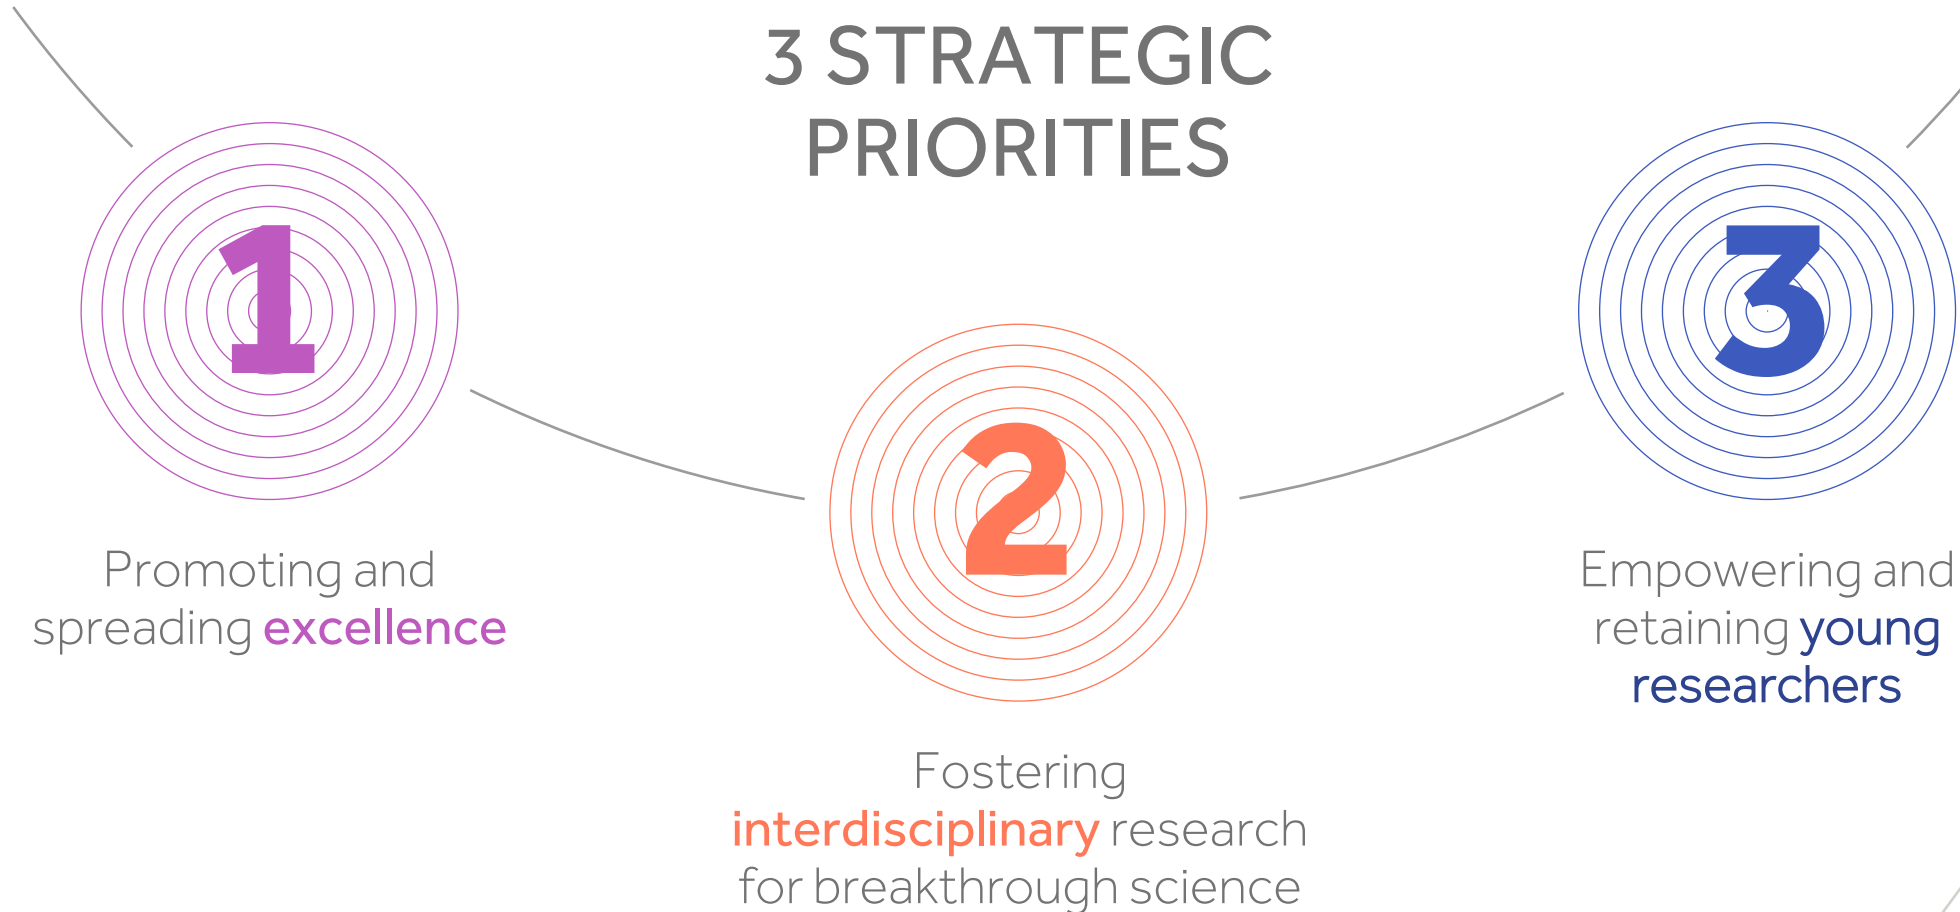 3 STRATEGIC
PRIORITIES
1
Promoting and
spreading excellence
2
Fostering
interdisciplinary research
for breakthrough science
3
Empowering and
retaining young
researchers